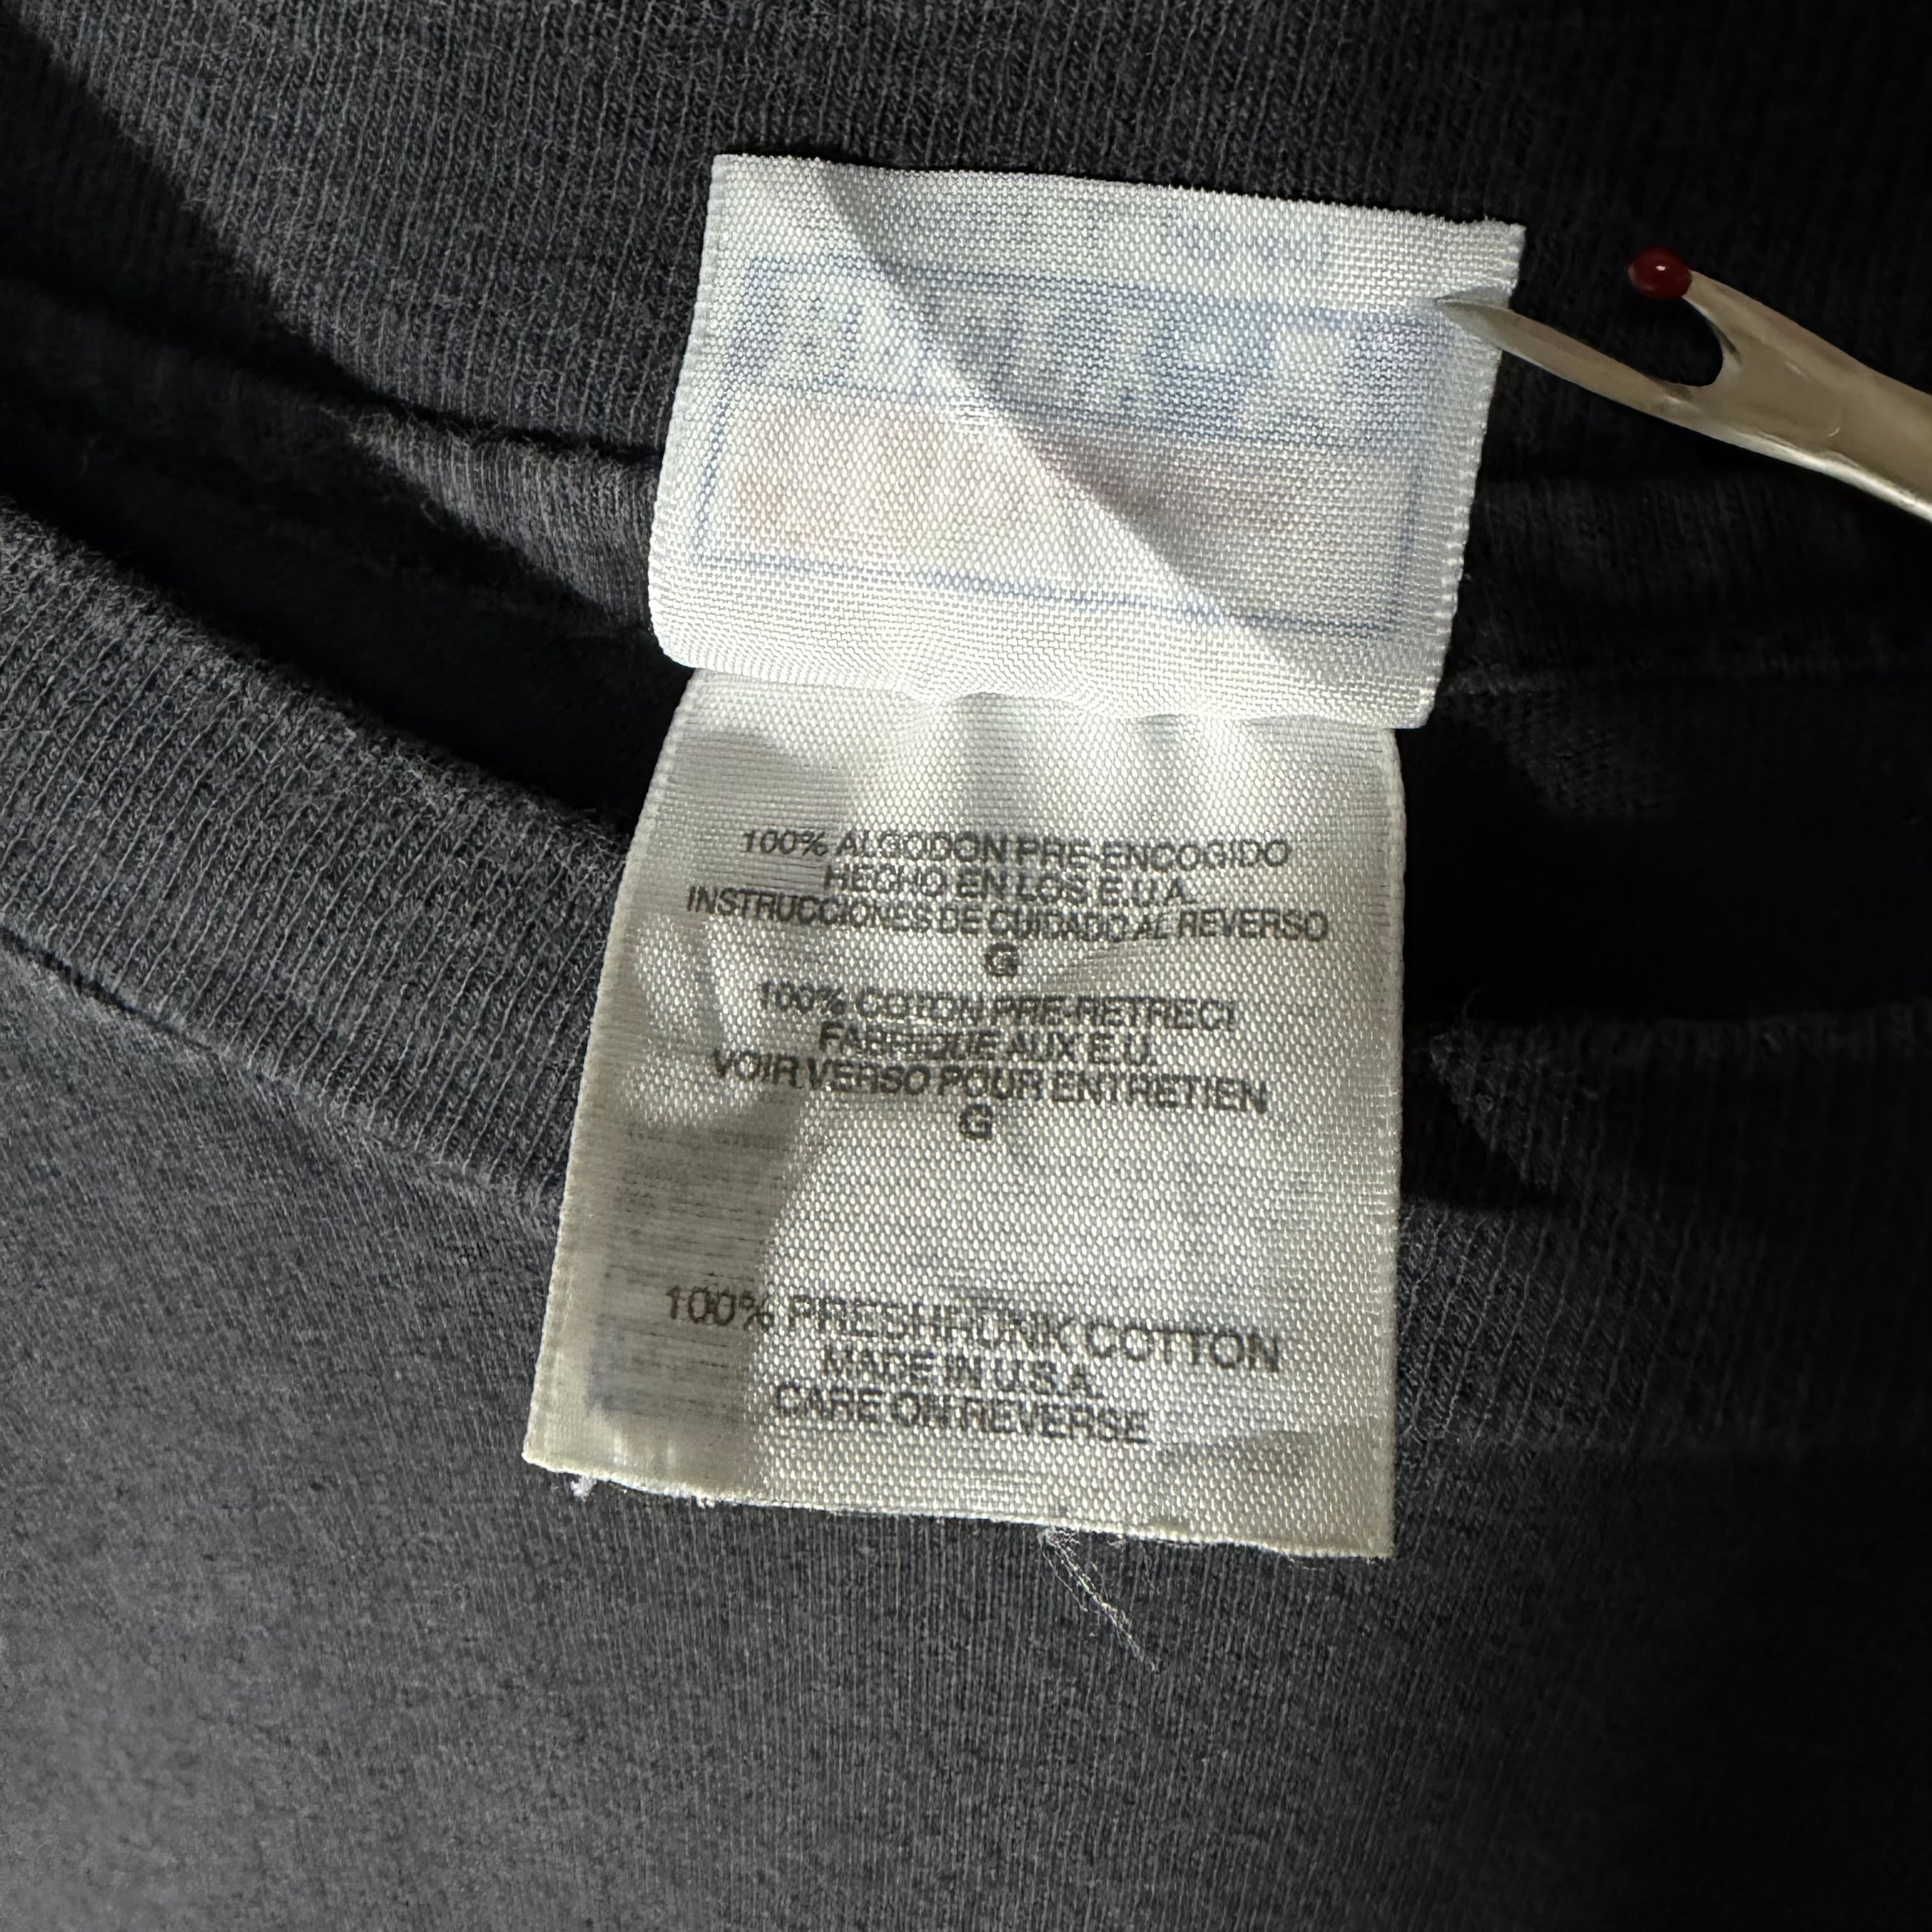 100% ALGODON PRE-ENCOGIDO
HECHO EN LOS E.U.A.
INSTRUCCIONES DE CUIDADO AL REVERSO
G
100% COTON PRE-RETRECI
FABRIQUE AUX E.U.
VOIR VERSO POUR ENTRETIEN
G
100% PRESHRUNK COTTON
MADE IN U.S.A.
CARE ON REVERSE